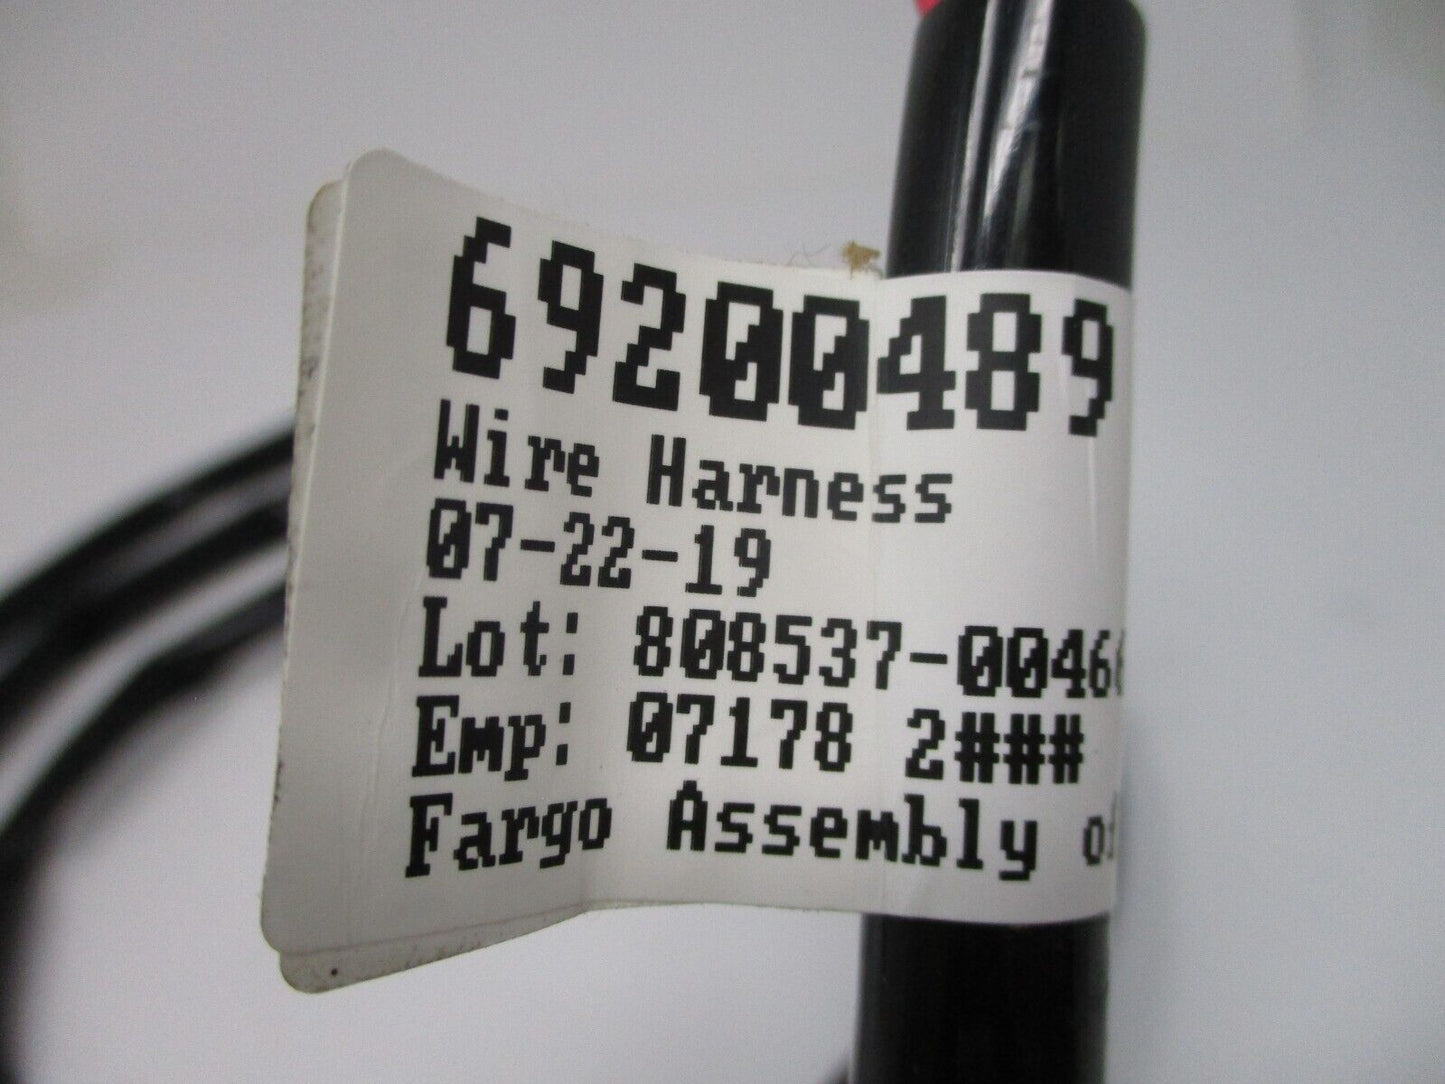 69200489
Wire Harness
07-22-19
Lot: 808537-0046
Emp: 07178 2###
Fargo Assembly